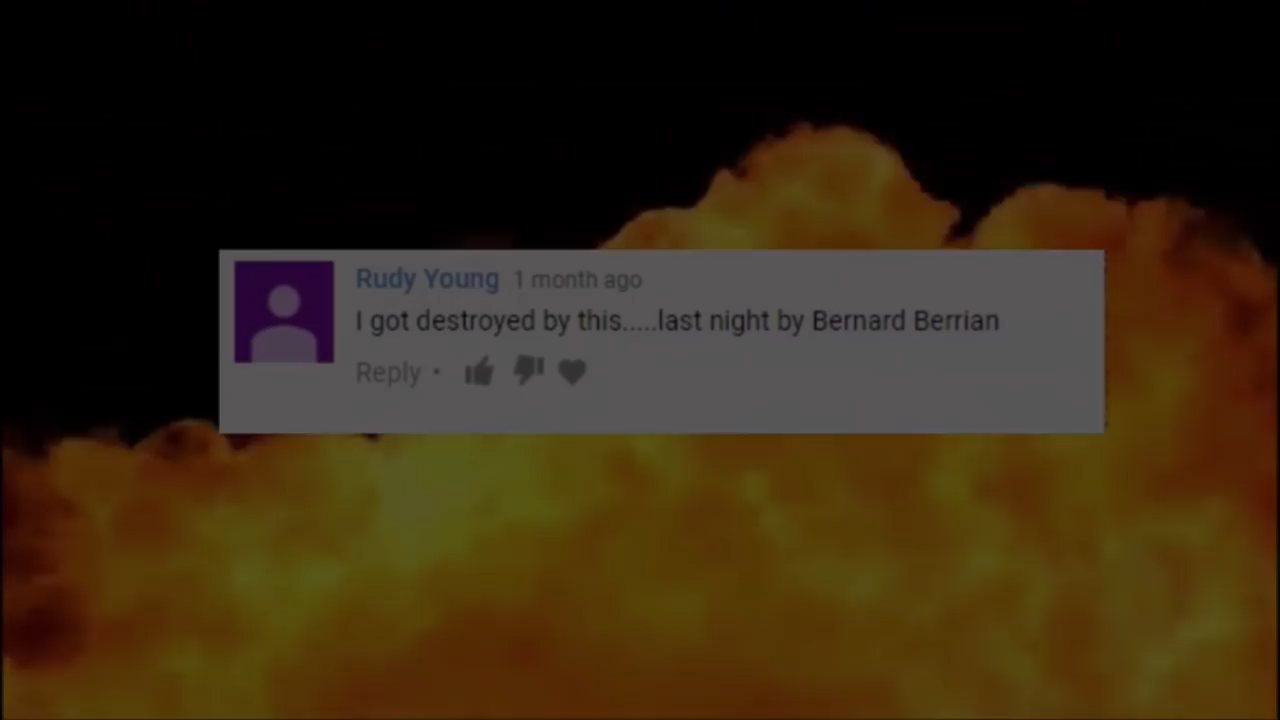 Rudy Young 1 month ago
I got destroyed by this.....last night by Bernard Berrian
Reply •